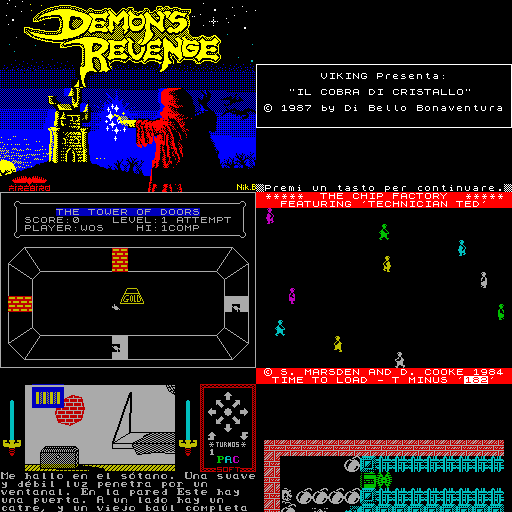 DEMON'S
REVENGE
FIREBIRD
Nik.
VIKING Presenta:
"IL COBRA DI CRISTALLO"
© 1987 by Di Bello Bonaventura
Premi un tasto per continuare.
THE TOWER OF DOORS
SCORE:0 LEVEL:1 ATTEMPT
PLAYER:WOS HI:1COMP
GOLD
***** THE CHIP FACTORY *****
FEATURING 'TECHNICIAN TED'
© S. MARSDEN AND D. COOKE 1984
TIME TO LOAD - T MINUS '182'
*TURNOS*
1
PAC
SOFT
Me hallo en el sótano. Una suave
y débil luz penetra por un
ventanal. En la pared Este hay
una puerta. A un lado hay un
catre, y un viejo baúl completa